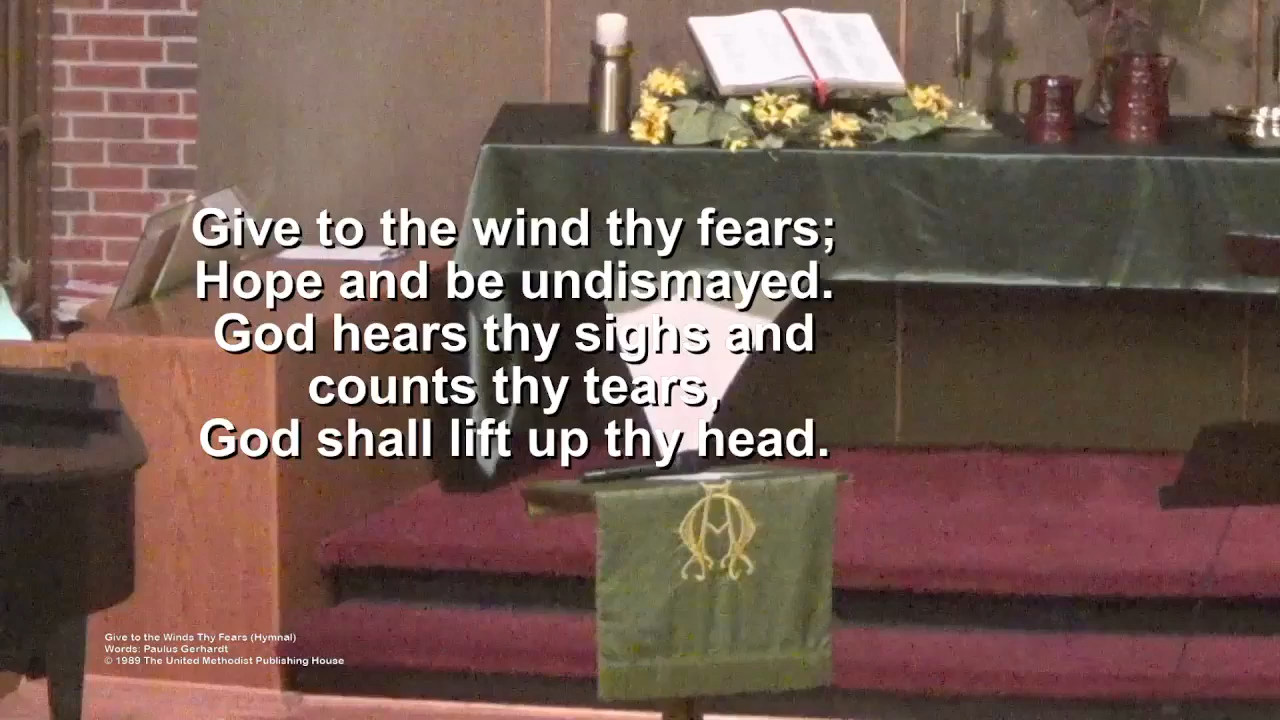 Give to the wind thy fears;
Hope and be undismayed.
God hears thy sighs and
counts thy tears,
God shall lift up thy head.
Give to the Winds Thy Fears (Hymnal)
Words: Paulus Gerhardt
© 1989 The United Methodist Publishing House